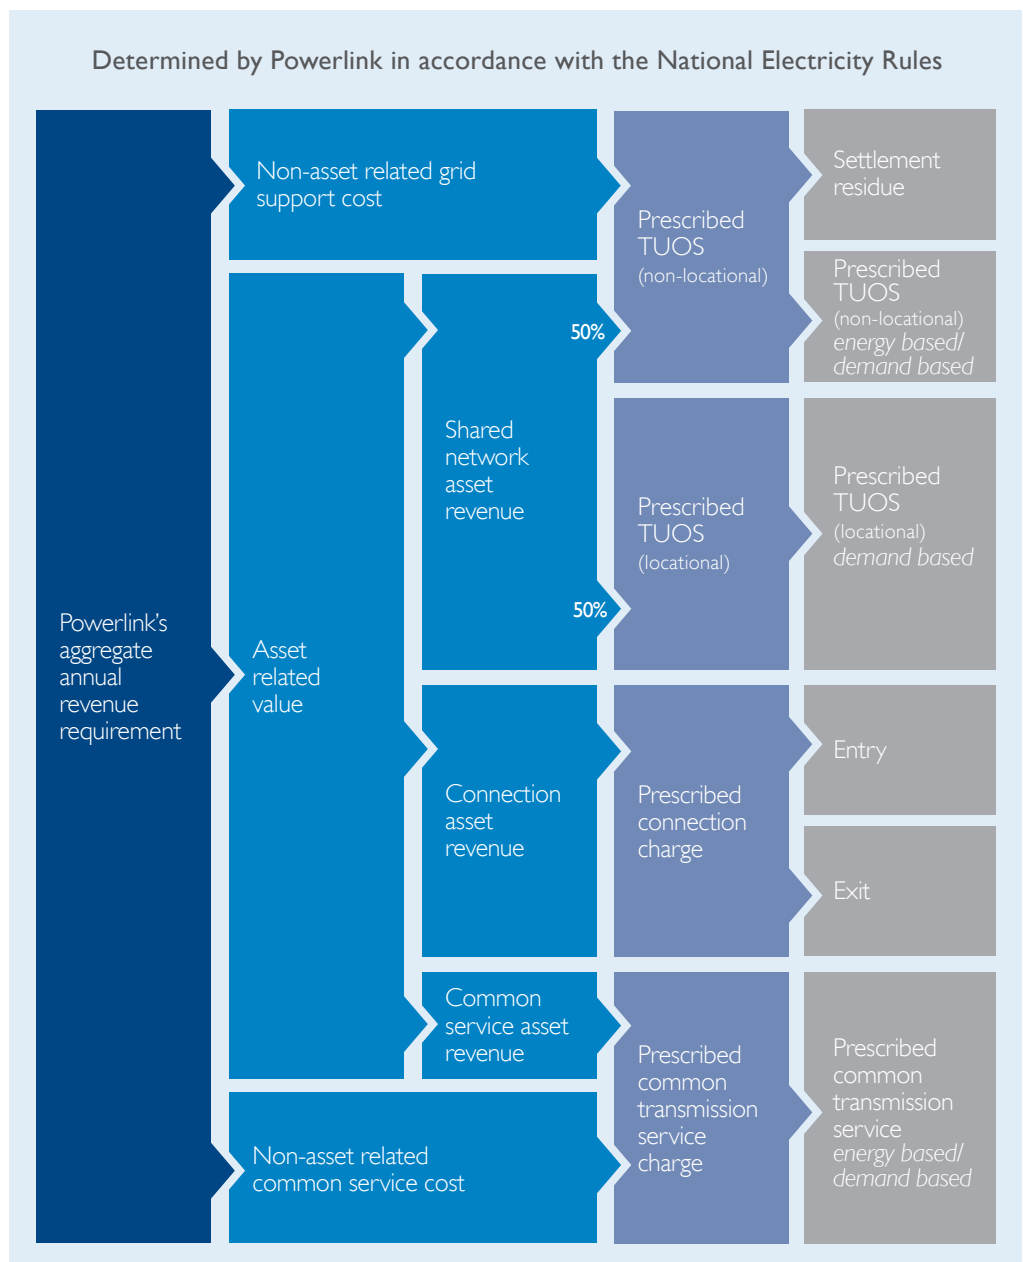 Determined by Powerlink in accordance with the National Electricity Rules
Powerlink's
aggregate
annual
revenue
requirement
Non-asset related grid
support cost
Asset
related
value
Non-asset related
common service cost
50%
Shared
network
asset
revenue
50%
Connection
asset
revenue
Common
service asset
revenue
Prescribed
TUOS
(non-locational)
Prescribed
TUOS
(locational)
Prescribed
connection
charge
Prescribed
common
transmission
service
charge
Settlement
residue
Prescribed
TUOS
(non-locational)
energy based/
demand based
Prescribed
TUOS
(locational)
demand based
Entry
Exit
Prescribed
common
transmission
service
energy based/
demand based